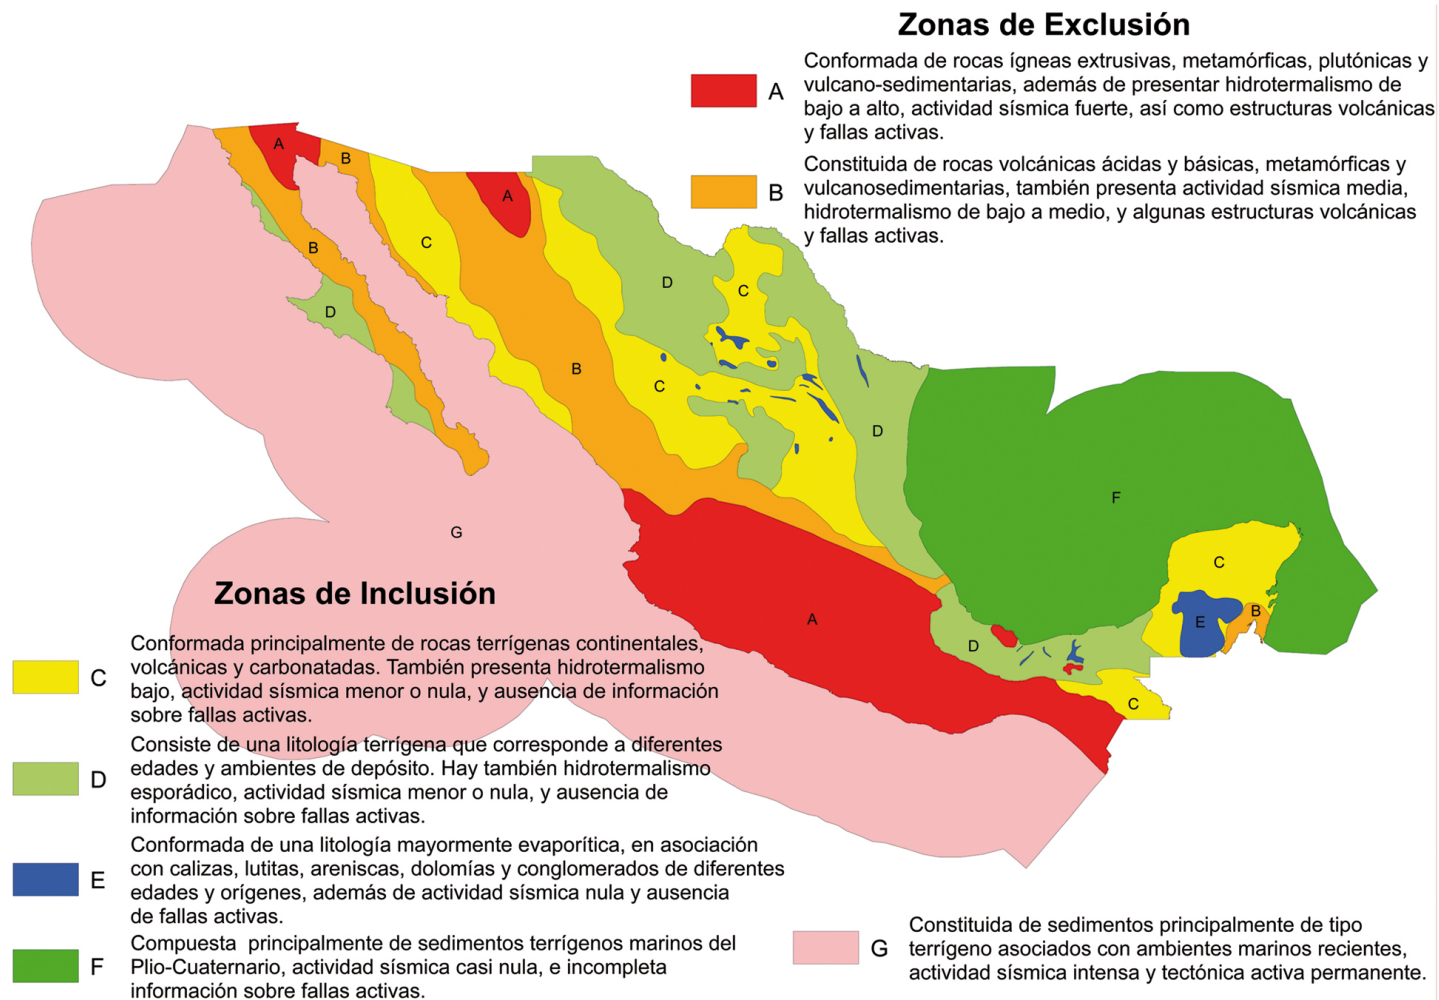 Zonas de Exclusión
A
Conformada de rocas ígneas extrusivas, metamórficas, plutónicas y
vulcano-sedimentarias, además de presentar hidrotermalismo de
bajo a alto, actividad sísmica fuerte, así como estructuras volcánicas
y fallas activas.
B
Constituida de rocas volcánicas ácidas y básicas, metamórficas y
vulcanosedimentarias, también presenta actividad sísmica media,
hidrotermalismo de bajo a medio, y algunas estructuras volcánicas
y fallas activas.
A
B
A
C
B
D
C
D
B
C
D
F
G
C
A
E
B
D
C
Zonas de Inclusión
C
Conformada principalmente de rocas terrígenas continentales,
volcánicas y carbonatadas. También presenta hidrotermalismo
bajo, actividad sísmica menor o nula, y ausencia de información
sobre fallas activas.
D
Consiste de una litología terrígena que corresponde a diferentes
edades y ambientes de depósito. Hay también hidrotermalismo
esporádico, actividad sísmica menor o nula, y ausencia de
información sobre fallas activas.
E
Conformada de una litología mayormente evaporítica, en asociación
con calizas, lutitas, areniscas, dolomías y conglomerados de diferentes
edades y orígenes, además de actividad sísmica nula y ausencia
de fallas activas.
F
Compuesta principalmente de sedimentos terrígenos marinos del
Plio-Cuaternario, actividad sísmica casi nula, e incompleta
información sobre fallas activas.
G
Constituida de sedimentos principalmente de tipo
terrígeno asociados con ambientes marinos recientes,
actividad sísmica intensa y tectónica activa permanente.